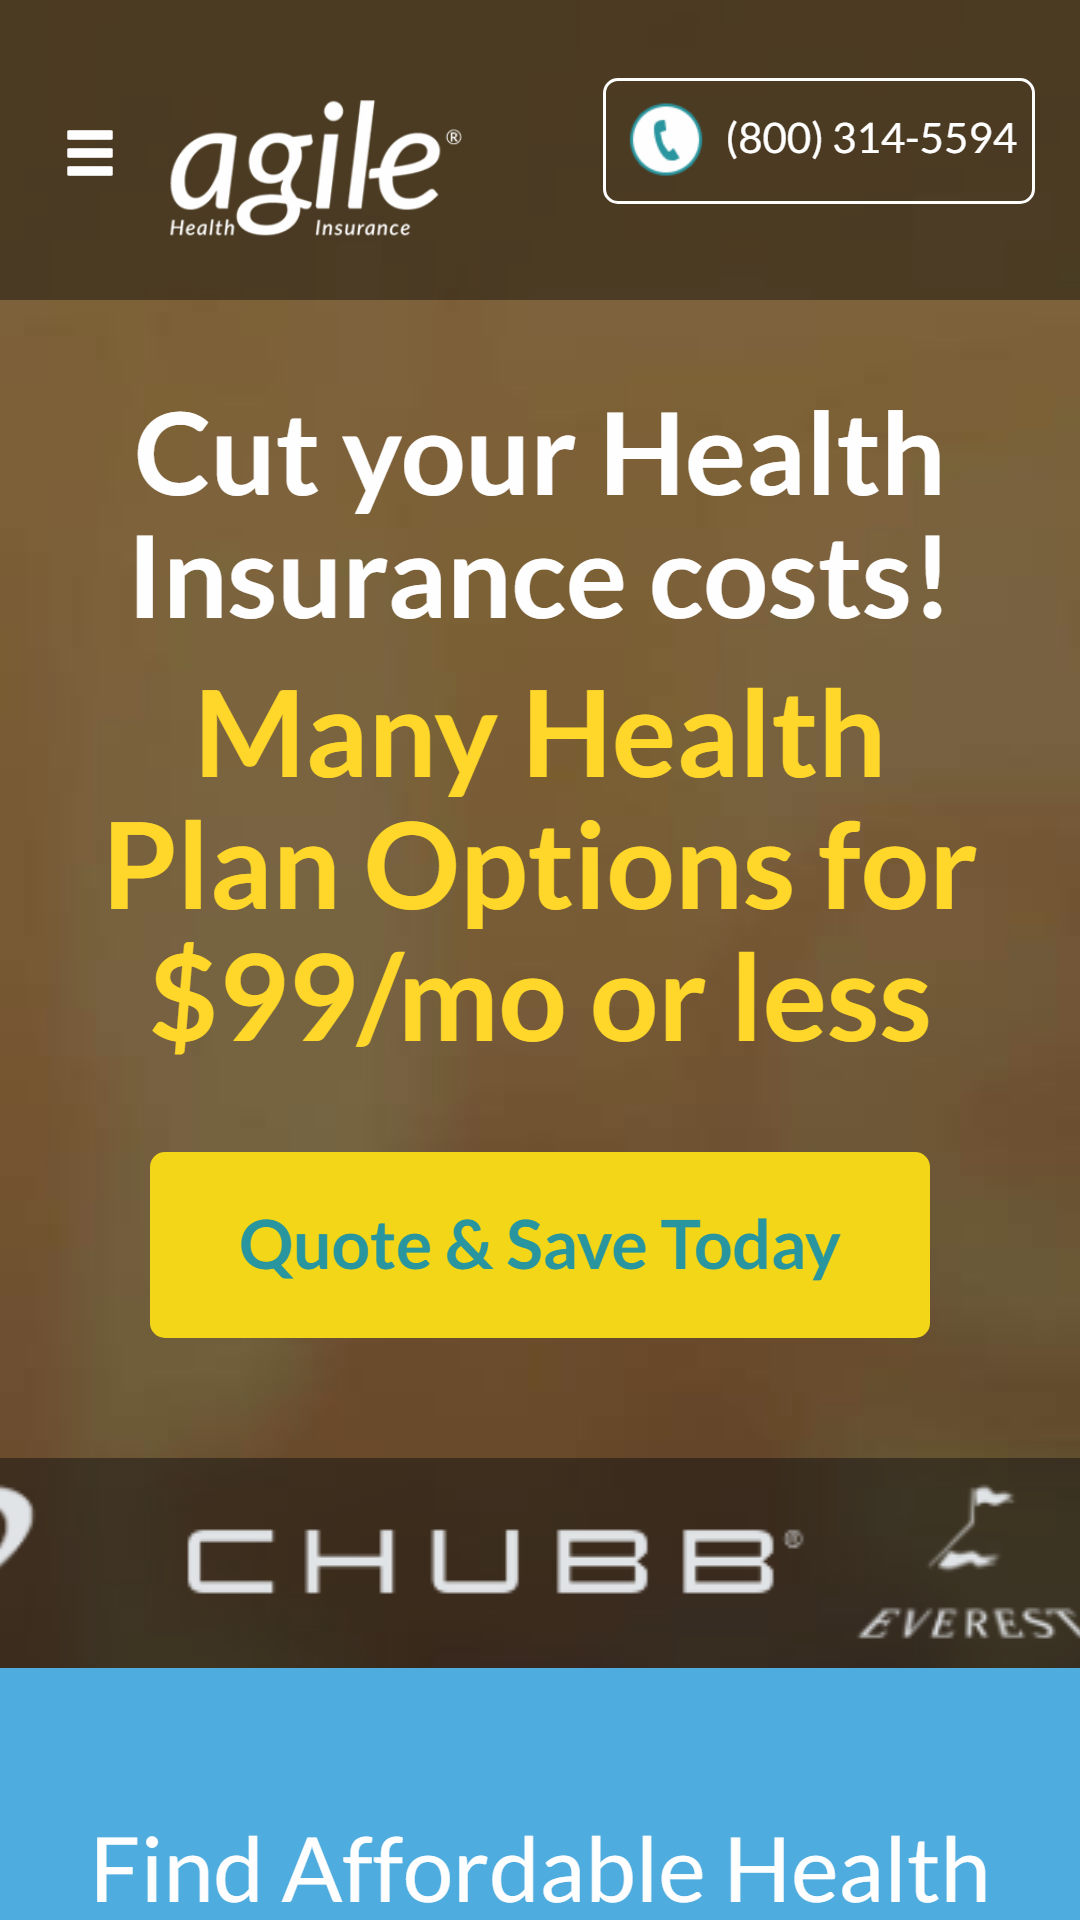 agile®
Health Insurance
(800) 314-5594
Cut your Health
Insurance costs!
Many Health
Plan Options for
$99/mo or less
Quote & Save Today
CHUBB®
EVEREST
Find Affordable Health